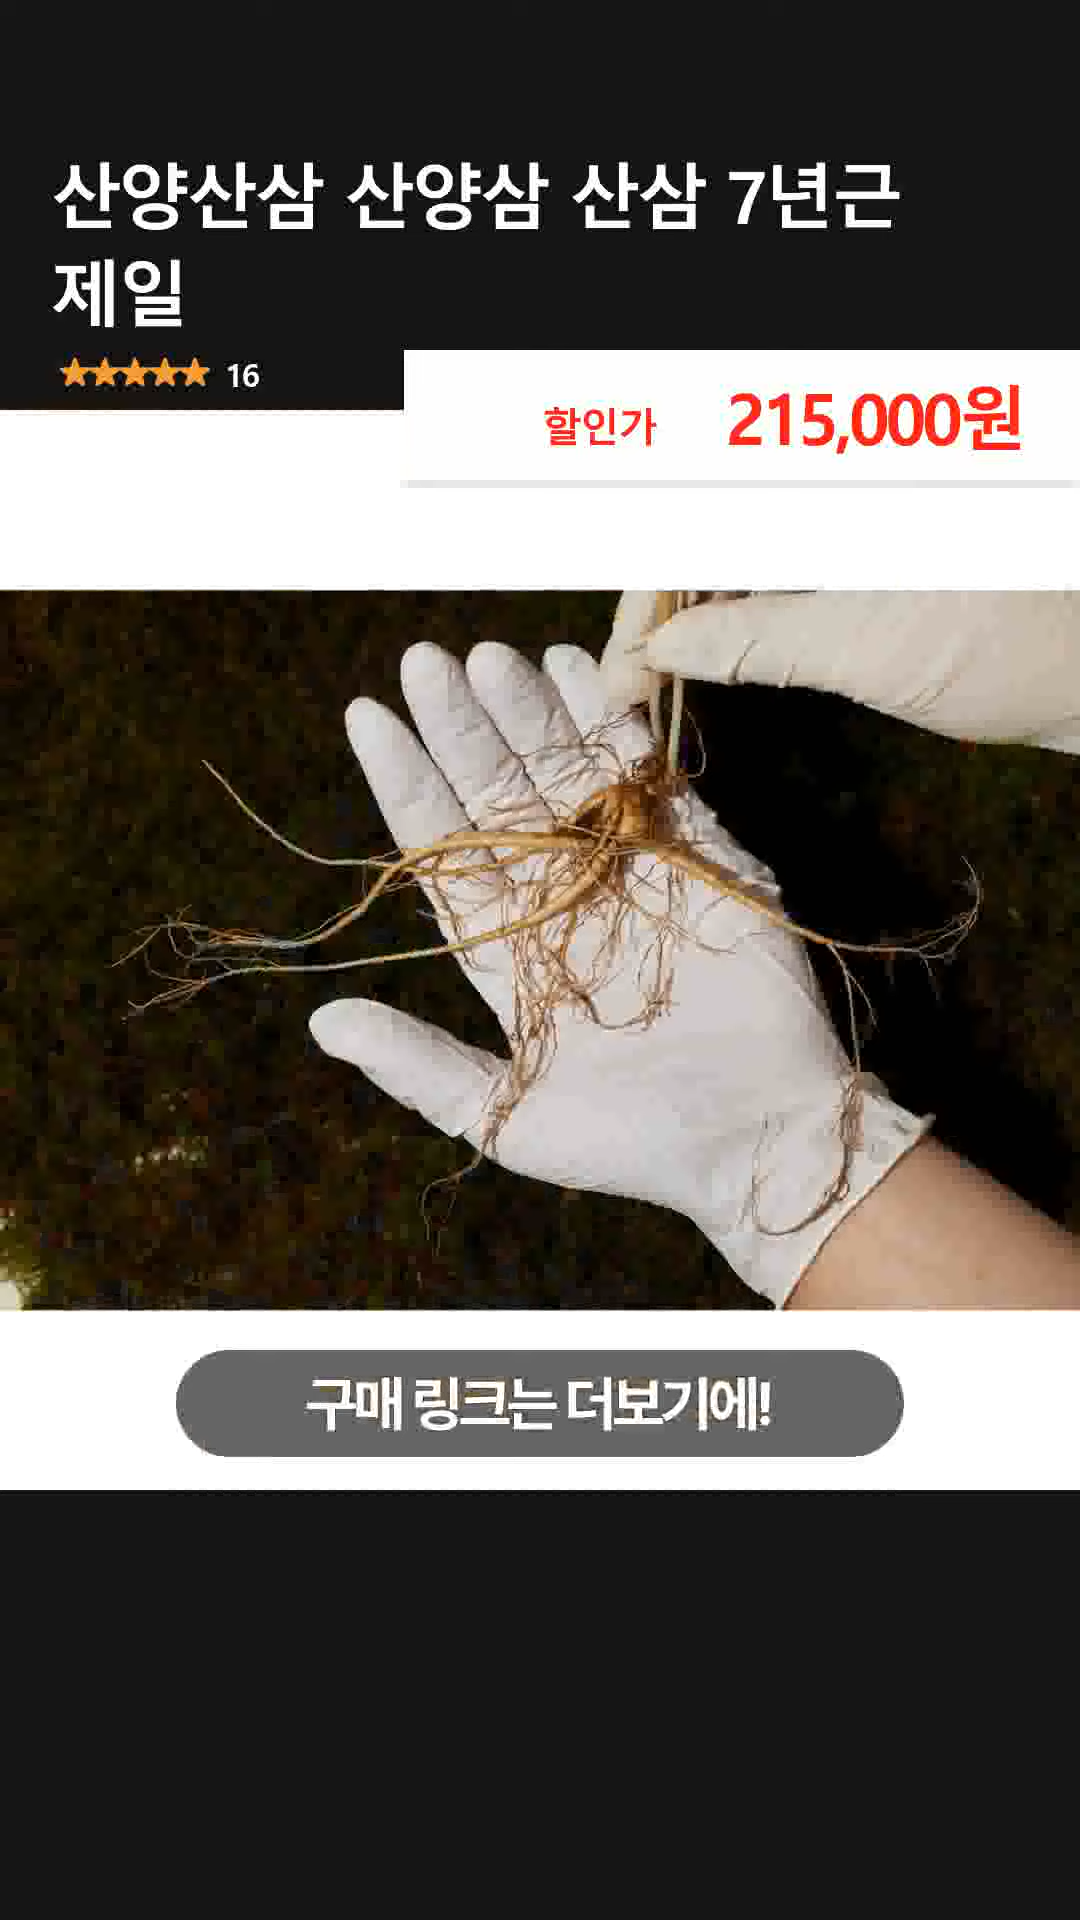 산양산삼 산양삼 산삼 7년근
제일
16
할인가 215,000원
구매 링크는 더보기에!